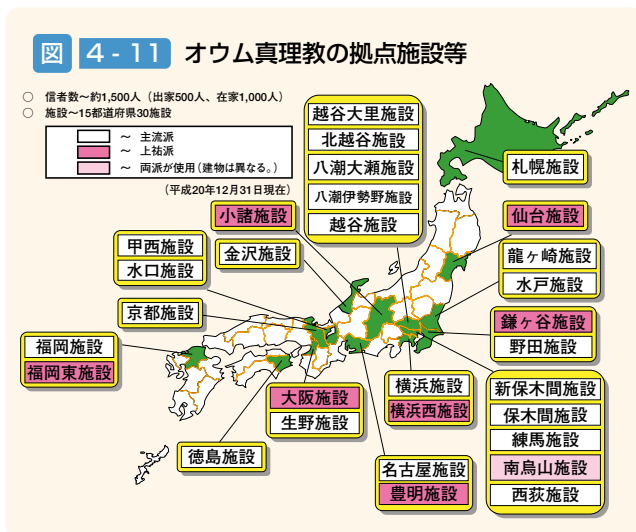 図 4-11 オウム真理教の拠点施設等
○ 信者数～約1,500人（出家500人、在家1,000人）
○ 施設～15都道府県30施設
～ 主流派
～ 上祐派
～ 両派が使用（建物は異なる。）
（平成20年12月31日現在）
越谷大里施設
北越谷施設
八潮大瀬施設
八潮伊勢野施設
越谷施設
札幌施設
小諸施設
仙台施設
甲西施設
水口施設
金沢施設
龍ヶ崎施設
水戸施設
京都施設
鎌ヶ谷施設
野田施設
福岡施設
福岡東施設
大阪施設
生野施設
横浜施設
横浜西施設
新保木間施設
保木間施設
練馬施設
南烏山施設
西荻施設
徳島施設
名古屋施設
豊明施設